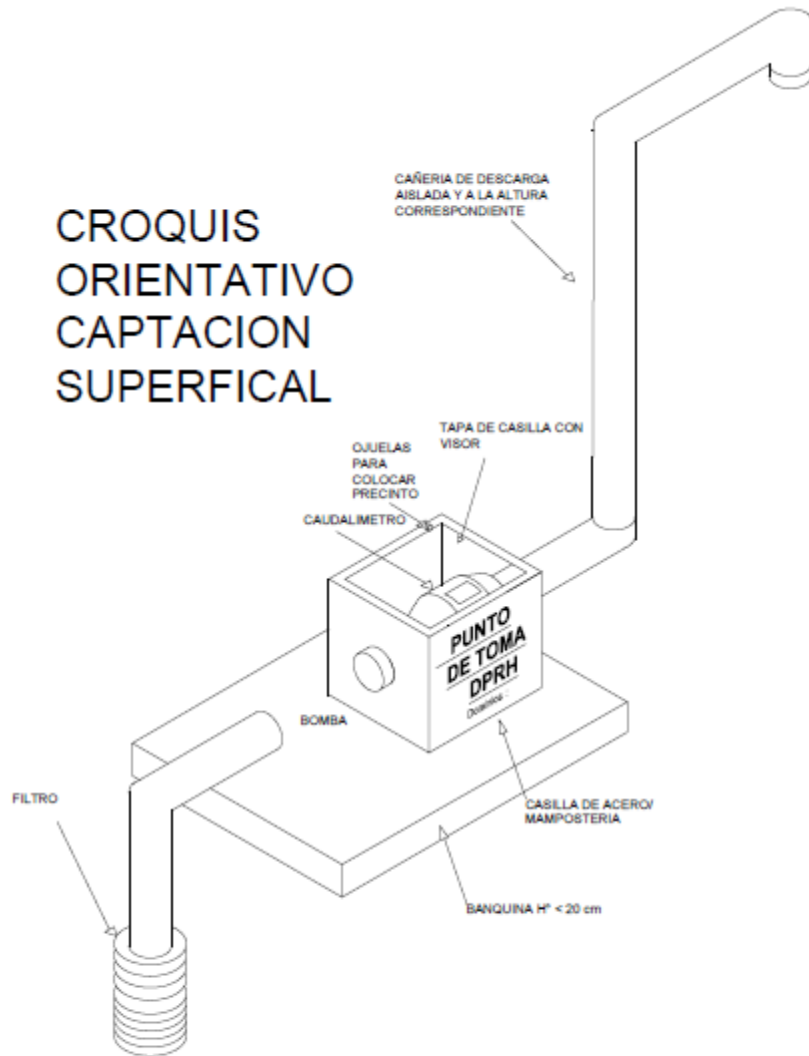 CROQUIS
ORIENTATIVO
CAPTACION
SUPERFICAL
CAÑERIA DE DESCARGA
AISLADA Y A LA ALTURA
CORRESPONDIENTE
TAPA DE CASILLA CON
VISOR
OJUELAS
PARA
COLOCAR
PRECINTO
CAUDALIMETRO
PUNTO
DE TOMA
DPRH
BOMBA
FILTRO
CASILLA DE ACERO/
MAMPOSTERIA
BANQUINA H° < 20 cm